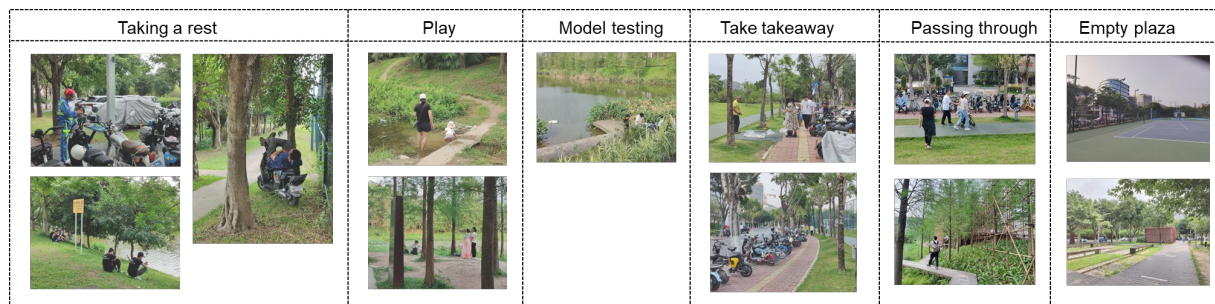 Taking a rest
Play
Model testing
Take takeaway
Passing through
Empty plaza